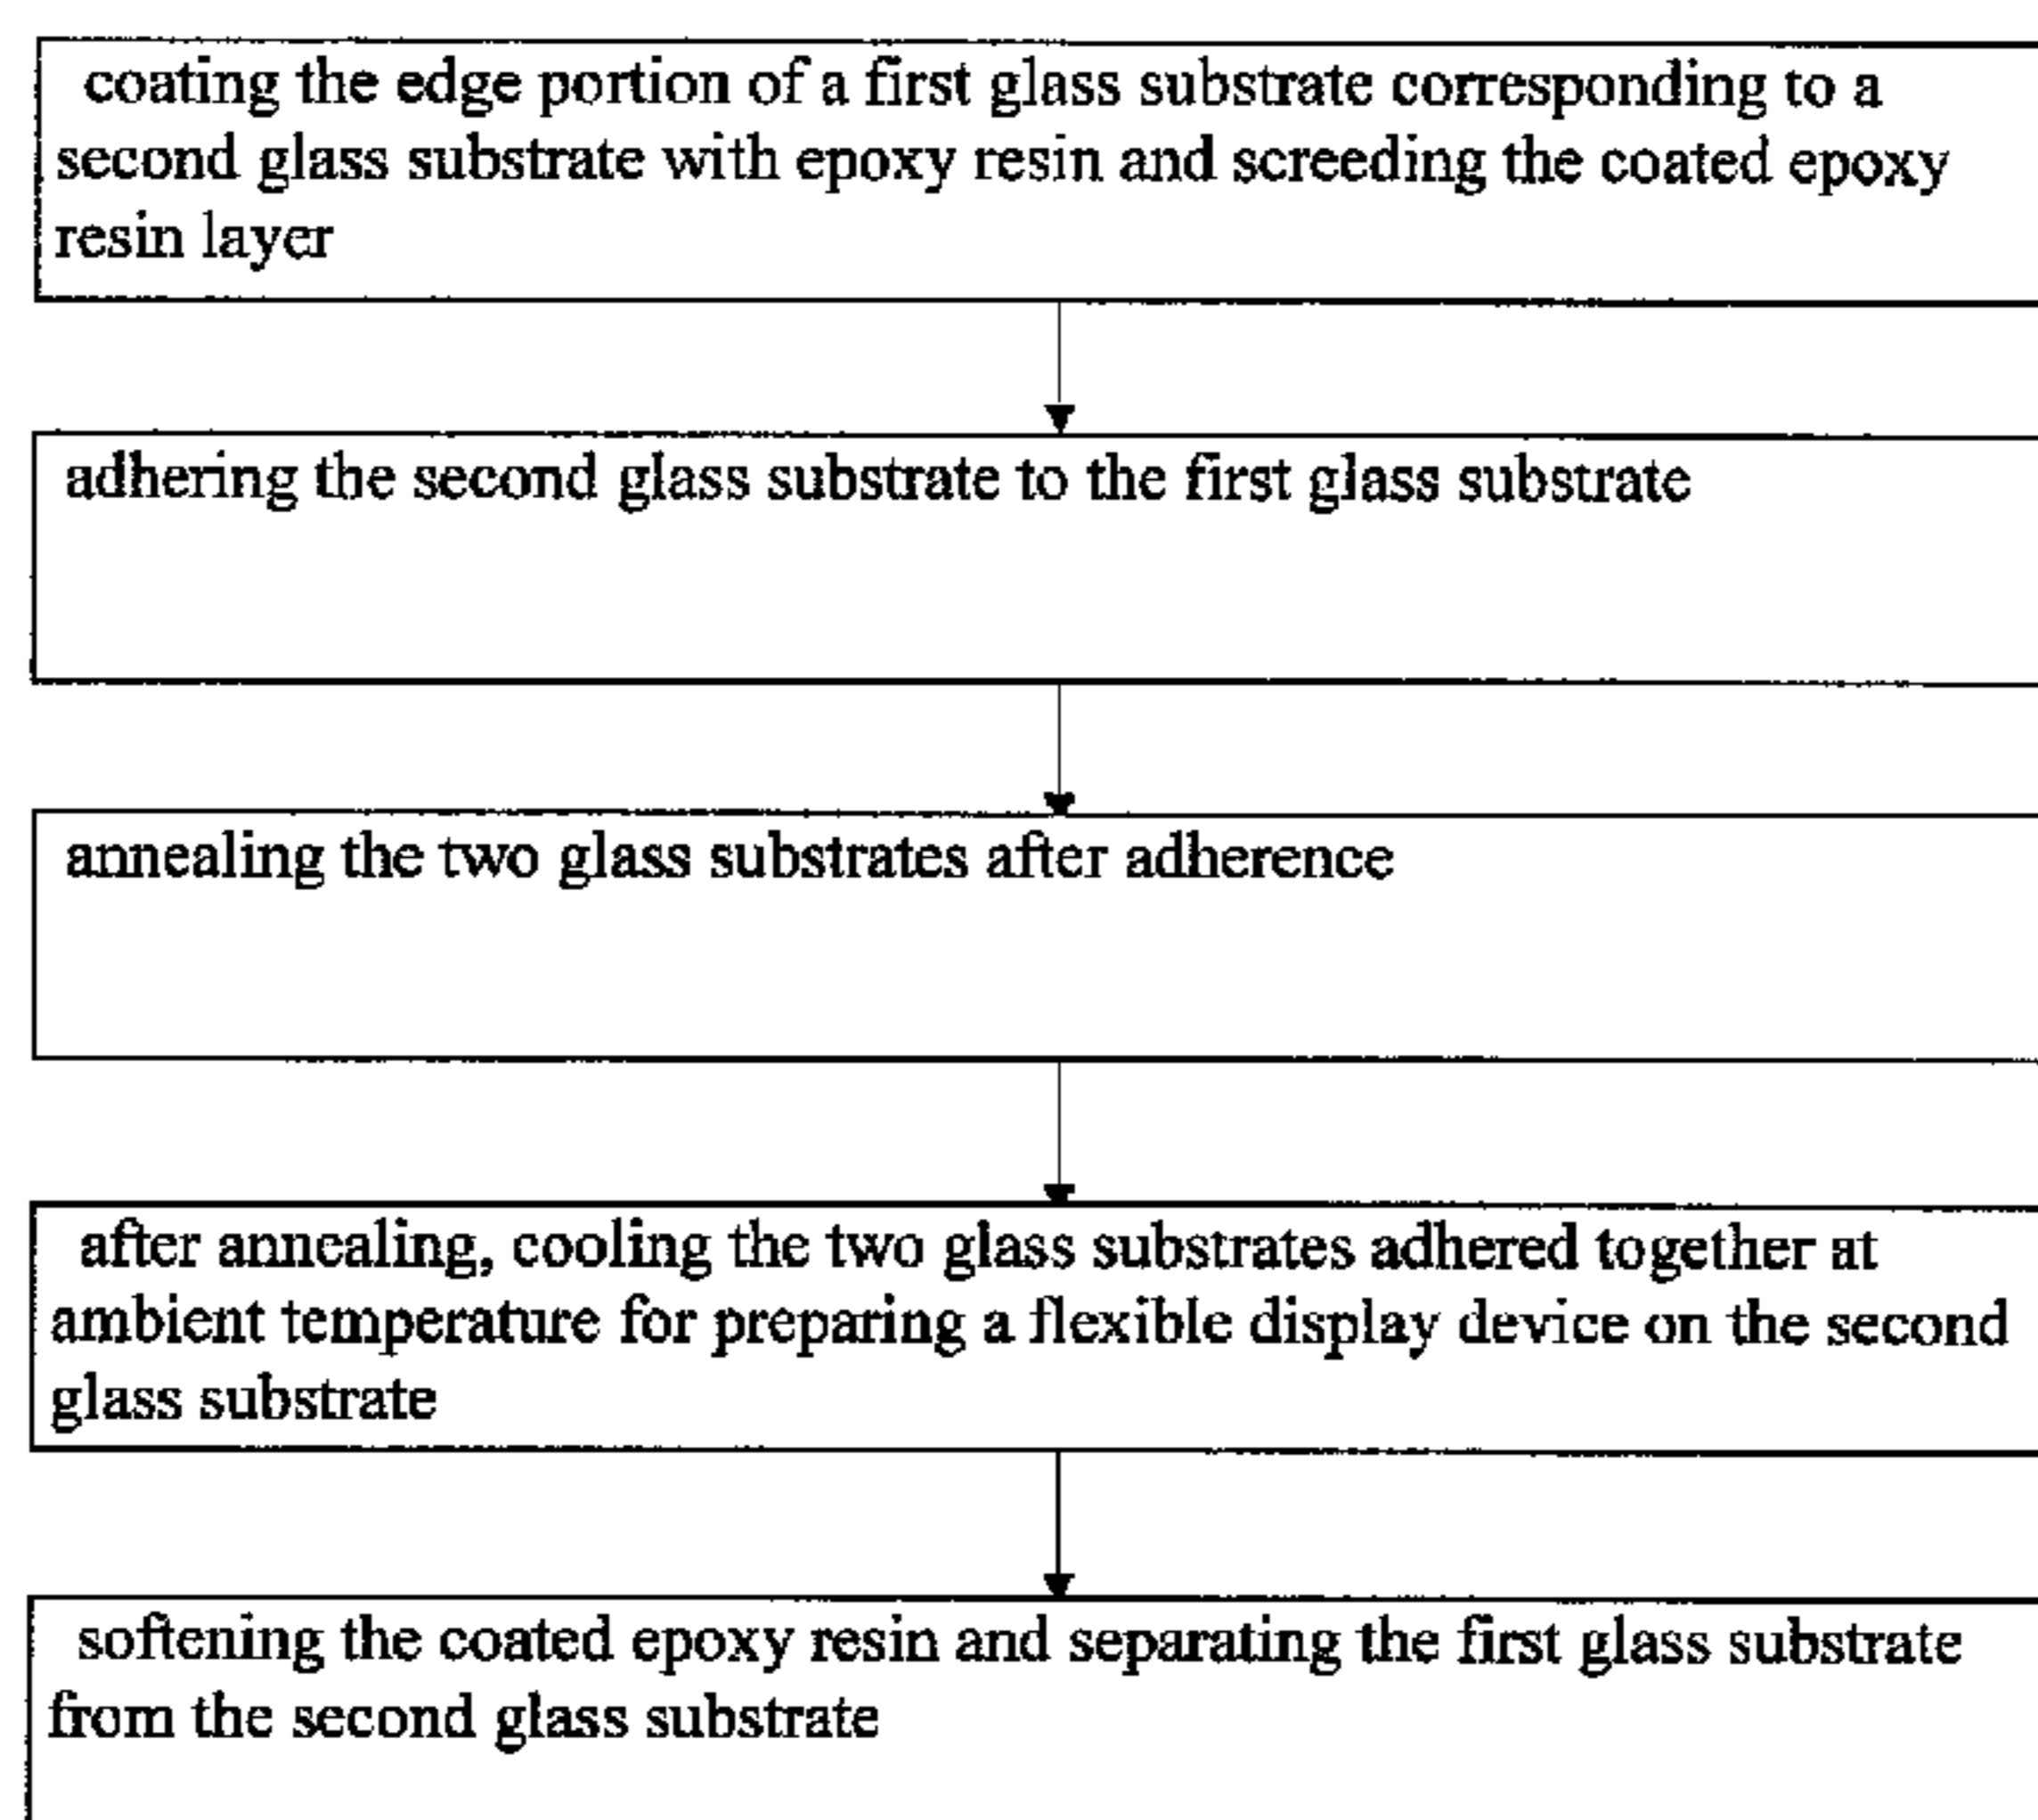 coating the edge portion of a first glass substrate corresponding to a
second glass substrate with epoxy resin and screeding the coated epoxy
resin layer
adhering the second glass substrate to the first glass substrate
annealing the two glass substrates after adherence
after annealing, cooling the two glass substrates adhered together at
ambient temperature for preparing a flexible display device on the second
glass substrate
softening the coated epoxy resin and separating the first glass substrate
from the second glass substrate